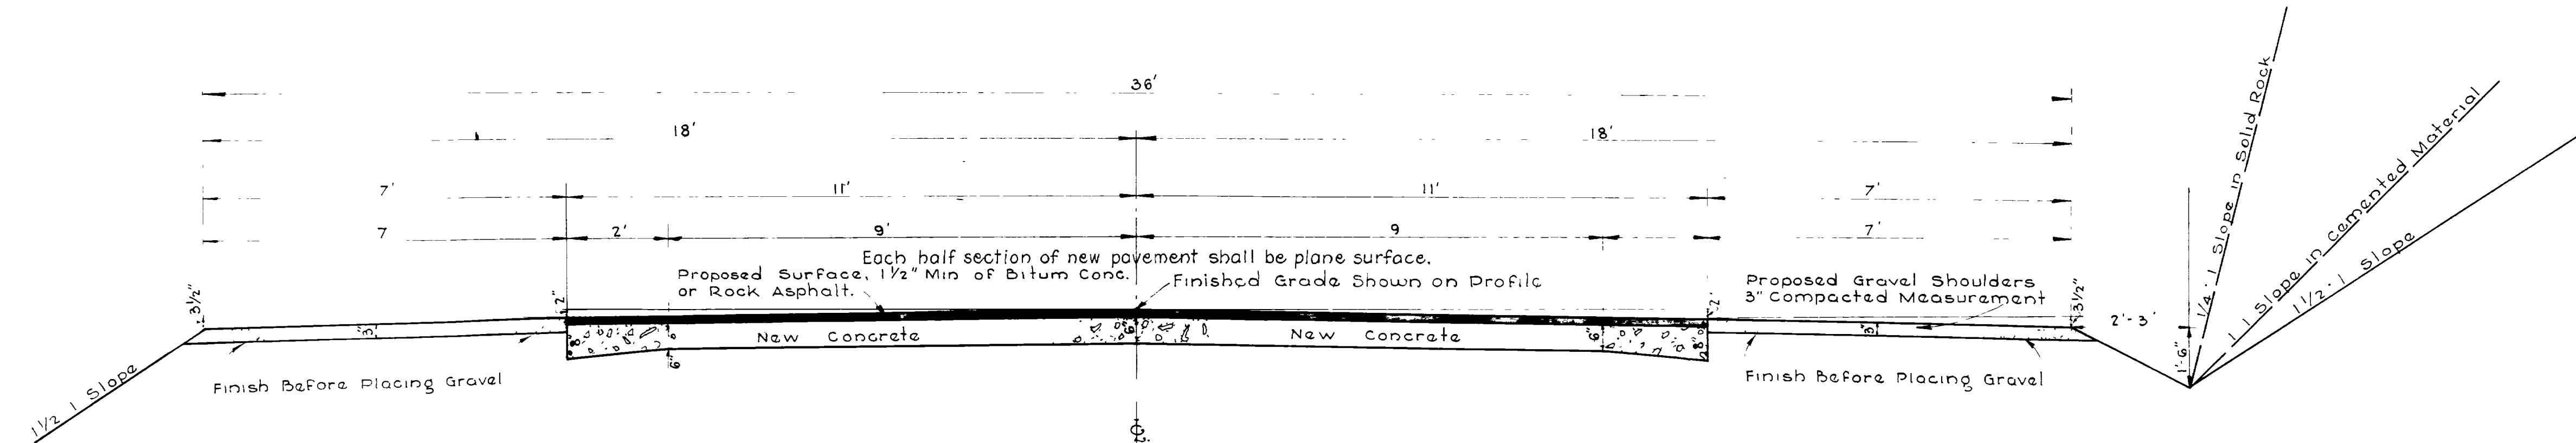 36'
18'
18'
7'
11'
11'
7'
7
2'
9'
9
7'
Each half section of new pavement shall be plane surface.
Proposed Surface, 1½" Min of Bitum Conc.
or Rock Asphalt.
Finished Grade Shown on Profile
Proposed Gravel Shoulders
3" Compacted Measurement
3½"
2"
2"
3½"
2'-3"
1'-6"
3"
8"
6"
6"
New Concrete
6"
New Concrete
6"
8"
3"
Finish Before Placing Gravel
Finish Before Placing Gravel
1½ 1 Slope
1/4 · 1 Slope in Solid Rock
1 1 Slope in Cemented Material
1½ · 1 Slope
℄